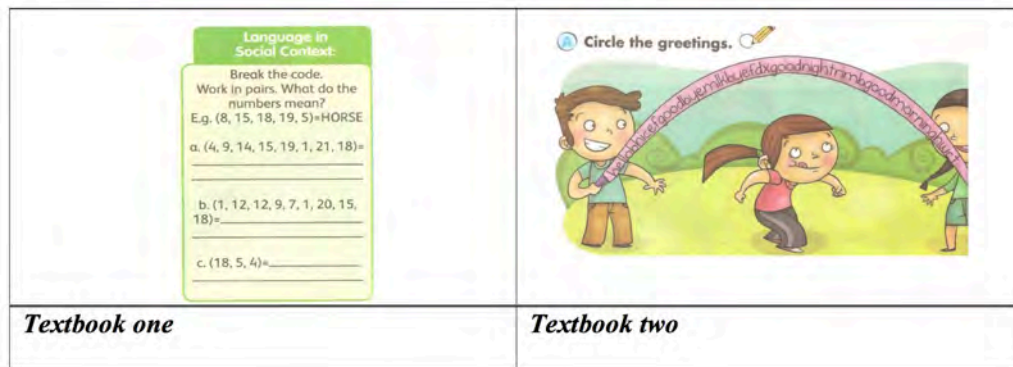 Language in
Social Context:
Break the code.
Work in pairs. What do the
numbers mean?
E.g. (8, 15, 18, 19, 5)=HORSE
a. (4, 9, 14, 15, 19, 1, 21, 18)=
b. (1, 12, 12, 9, 7, 1, 20, 15,
18)=
c. (18, 5, 4)=
A Circle the greetings.
Textbook one
Textbook two